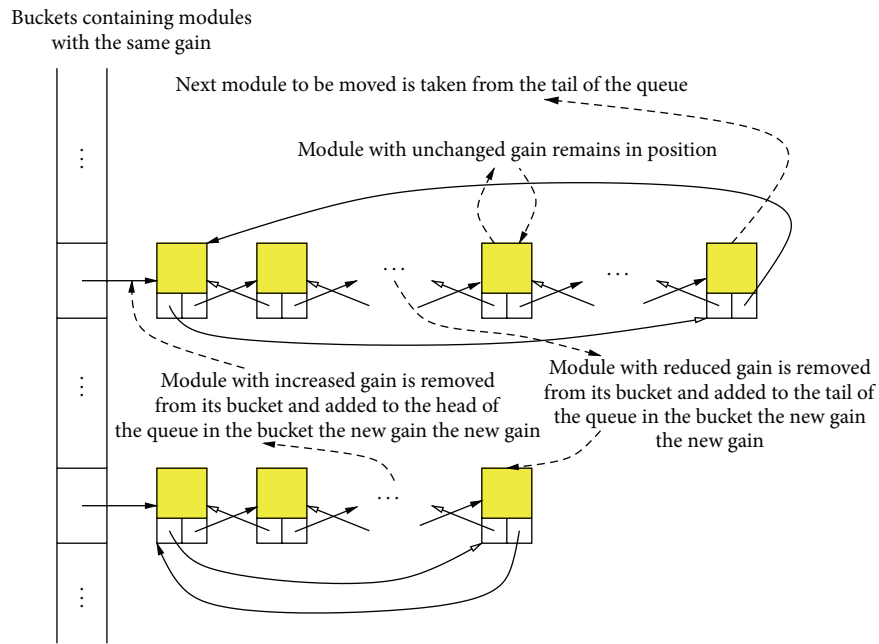 Buckets containing modules
with the same gain
Next module to be moved is taken from the tail of the queue
Module with unchanged gain remains in position
Module with increased gain is removed
from its bucket and added to the head of
the queue in the bucket the new gain the new gain
Module with reduced gain is removed
from its bucket and added to the tail of
the queue in the bucket the new gain
the new gain